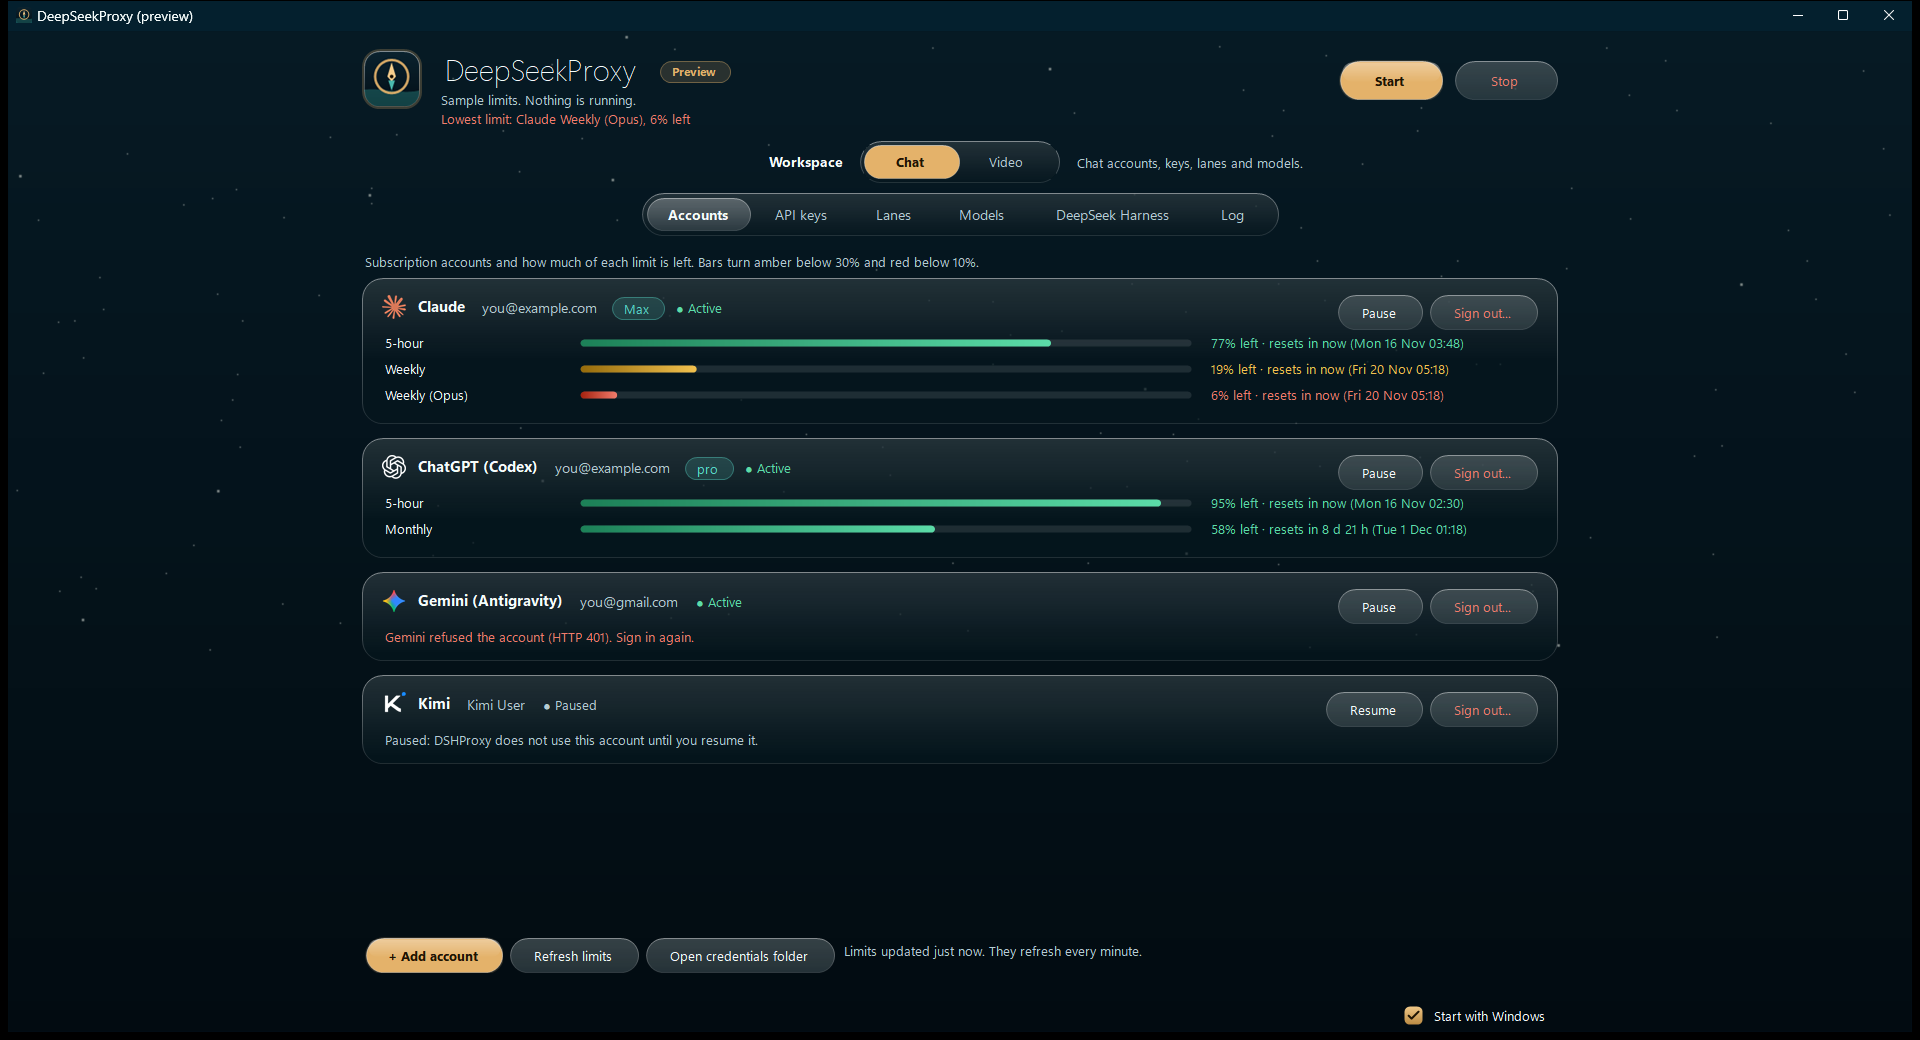 DeepSeekProxy (preview)
DeepSeekProxy Preview
Sample limits. Nothing is running.
Lowest limit: Claude Weekly (Opus), 6% left
Start Stop
Workspace Chat Video Chat accounts, keys, lanes and models.
Accounts API keys Lanes Models DeepSeek Harness Log
Subscription accounts and how much of each limit is left. Bars turn amber below 30% and red below 10%.
Claude you@example.com Max ● Active Pause Sign out...
5-hour 77% left · resets in now (Mon 16 Nov 03:48)
Weekly 19% left · resets in now (Fri 20 Nov 05:18)
Weekly (Opus) 6% left · resets in now (Fri 20 Nov 05:18)
ChatGPT (Codex) you@example.com pro ● Active Pause Sign out...
5-hour 95% left · resets in now (Mon 16 Nov 02:30)
Monthly 58% left · resets in 8 d 21 h (Tue 1 Dec 01:18)
Gemini (Antigravity) you@gmail.com ● Active Pause Sign out...
Gemini refused the account (HTTP 401). Sign in again.
Kimi Kimi User ● Paused Resume Sign out...
Paused: DSHProxy does not use this account until you resume it.
+ Add account Refresh limits Open credentials folder Limits updated just now. They refresh every minute.
Start with Windows